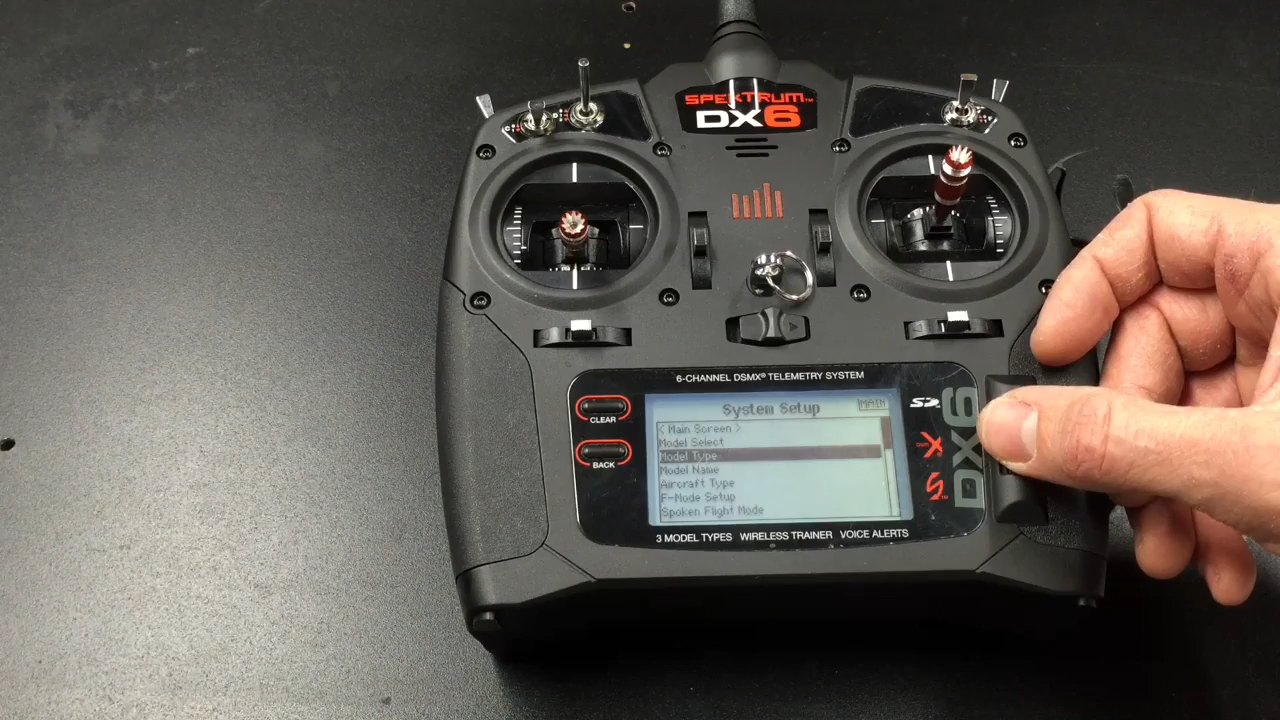 SPEKTRUM™
DX6
6-CHANNEL DSMX® TELEMETRY SYSTEM
CLEAR
BACK
System Setup
MAIN
< Main Screen >
Model Select
Model Type
Model Name
Aircraft Type
F-Mode Setup
Spoken Flight Mode
SD
DX6
3 MODEL TYPES WIRELESS TRAINER VOICE ALERTS